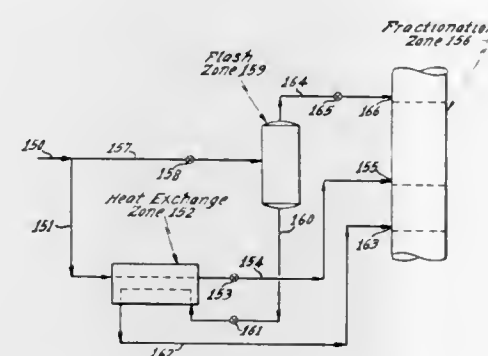 Fractionation
Zone 156
Flash
Zone 159
164
165
166
150
157
158
155
Heat Exchange
Zone 152
160
151
154
163
153
161
162